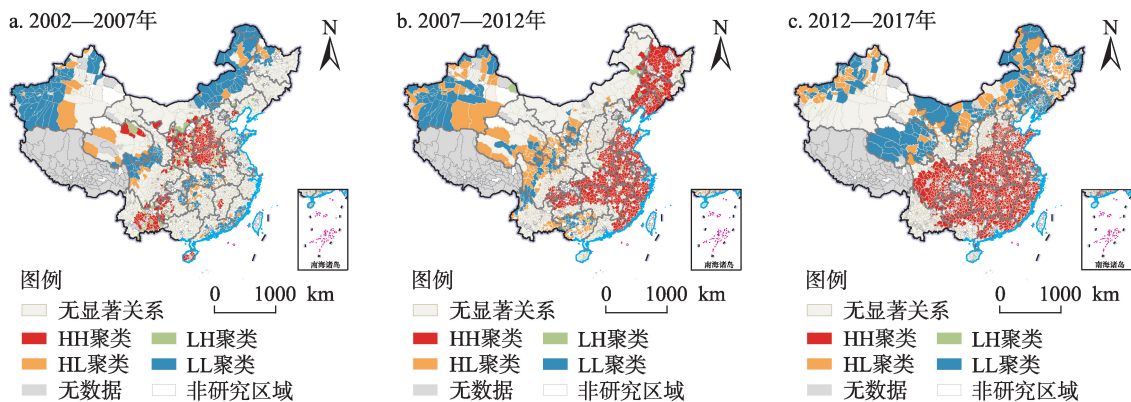 a. 2002—2007年
N
南海诸岛
图例
0 1000 km
无显著关系
HH聚类 LH聚类
HL聚类 LL聚类
无数据 非研究区域
b. 2007—2012年
N
南海诸岛
图例
0 1000 km
无显著关系
HH聚类 LH聚类
HL聚类 LL聚类
无数据 非研究区域
c. 2012—2017年
N
南海诸岛
图例
0 1000 km
无显著关系
HH聚类 LH聚类
HL聚类 LL聚类
无数据 非研究区域